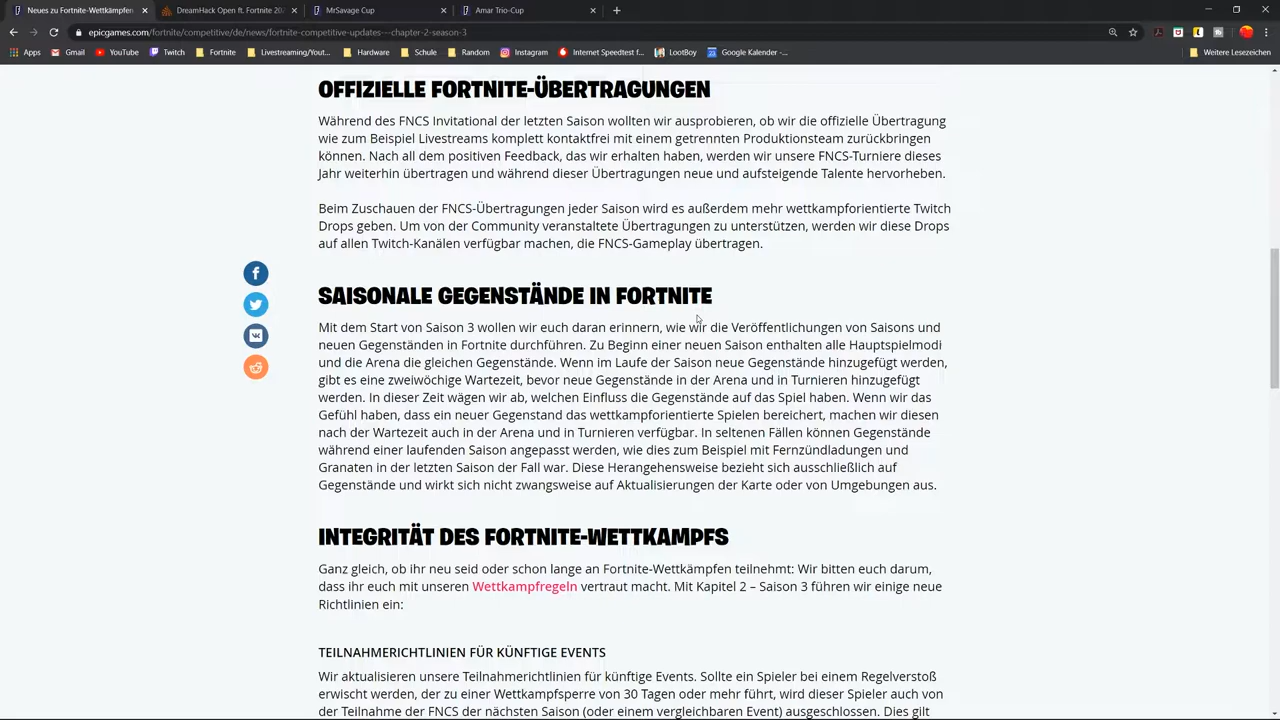 Neues zu Fortnite-Wettkämpfen
DreamHack Open ft. Fortnite 202
MrSavage Cup
Amar Trio-Cup
epicgames.com/fortnite/competitive/de/news/fortnite-competitive-updates---chapter-2-season-3
Apps
Gmail
YouTube
Twitch
Fortnite
Livestreaming/Yout...
Hardware
Schule
Random
Instagram
Internet Speedtest f...
LootBoy
Google Kalender -...
Weitere Lesezeichen
OFFIZIELLE FORTNITE-ÜBERTRAGUNGEN
Während des FNCS Invitational der letzten Saison wollten wir ausprobieren, ob wir die offizielle Übertragung
wie zum Beispiel Livestreams komplett kontaktfrei mit einem getrennten Produktionsteam zurückbringen
können. Nach all dem positiven Feedback, das wir erhalten haben, werden wir unsere FNCS-Turniere dieses
Jahr weiterhin übertragen und während dieser Übertragungen neue und aufsteigende Talente hervorheben.
Beim Zuschauen der FNCS-Übertragungen jeder Saison wird es außerdem mehr wettkampforientierte Twitch
Drops geben. Um von der Community veranstaltete Übertragungen zu unterstützen, werden wir diese Drops
auf allen Twitch-Kanälen verfügbar machen, die FNCS-Gameplay übertragen.
SAISONALE GEGENSTÄNDE IN FORTNITE
Mit dem Start von Saison 3 wollen wir euch daran erinnern, wie wir die Veröffentlichungen von Saisons und
neuen Gegenständen in Fortnite durchführen. Zu Beginn einer neuen Saison enthalten alle Hauptspielmodi
und die Arena die gleichen Gegenstände. Wenn im Laufe der Saison neue Gegenstände hinzugefügt werden,
gibt es eine zweiwöchige Wartezeit, bevor neue Gegenstände in der Arena und in Turnieren hinzugefügt
werden. In dieser Zeit wägen wir ab, welchen Einfluss die Gegenstände auf das Spiel haben. Wenn wir das
Gefühl haben, dass ein neuer Gegenstand das wettkampforientierte Spielen bereichert, machen wir diesen
nach der Wartezeit auch in der Arena und in Turnieren verfügbar. In seltenen Fällen können Gegenstände
während einer laufenden Saison angepasst werden, wie dies zum Beispiel mit Fernzündladungen und
Granaten in der letzten Saison der Fall war. Diese Herangehensweise bezieht sich ausschließlich auf
Gegenstände und wirkt sich nicht zwangsweise auf Aktualisierungen der Karte oder von Umgebungen aus.
INTEGRITÄT DES FORTNITE-WETTKAMPFS
Ganz gleich, ob ihr neu seid oder schon lange an Fortnite-Wettkämpfen teilnehmt: Wir bitten euch darum,
dass ihr euch mit unseren Wettkampfregeln vertraut macht. Mit Kapitel 2 – Saison 3 führen wir einige neue
Richtlinien ein:
TEILNAHMERICHTLINIEN FÜR KÜNFTIGE EVENTS
Wir aktualisieren unsere Teilnahmerichtlinien für künftige Events. Sollte ein Spieler bei einem Regelverstoß
erwischt werden, der zu einer Wettkampfsperre von 30 Tagen oder mehr führt, wird dieser Spieler auch von
der Teilnahme der FNCS der nächsten Saison (oder einem vergleichbaren Event) ausgeschlossen. Dies gilt